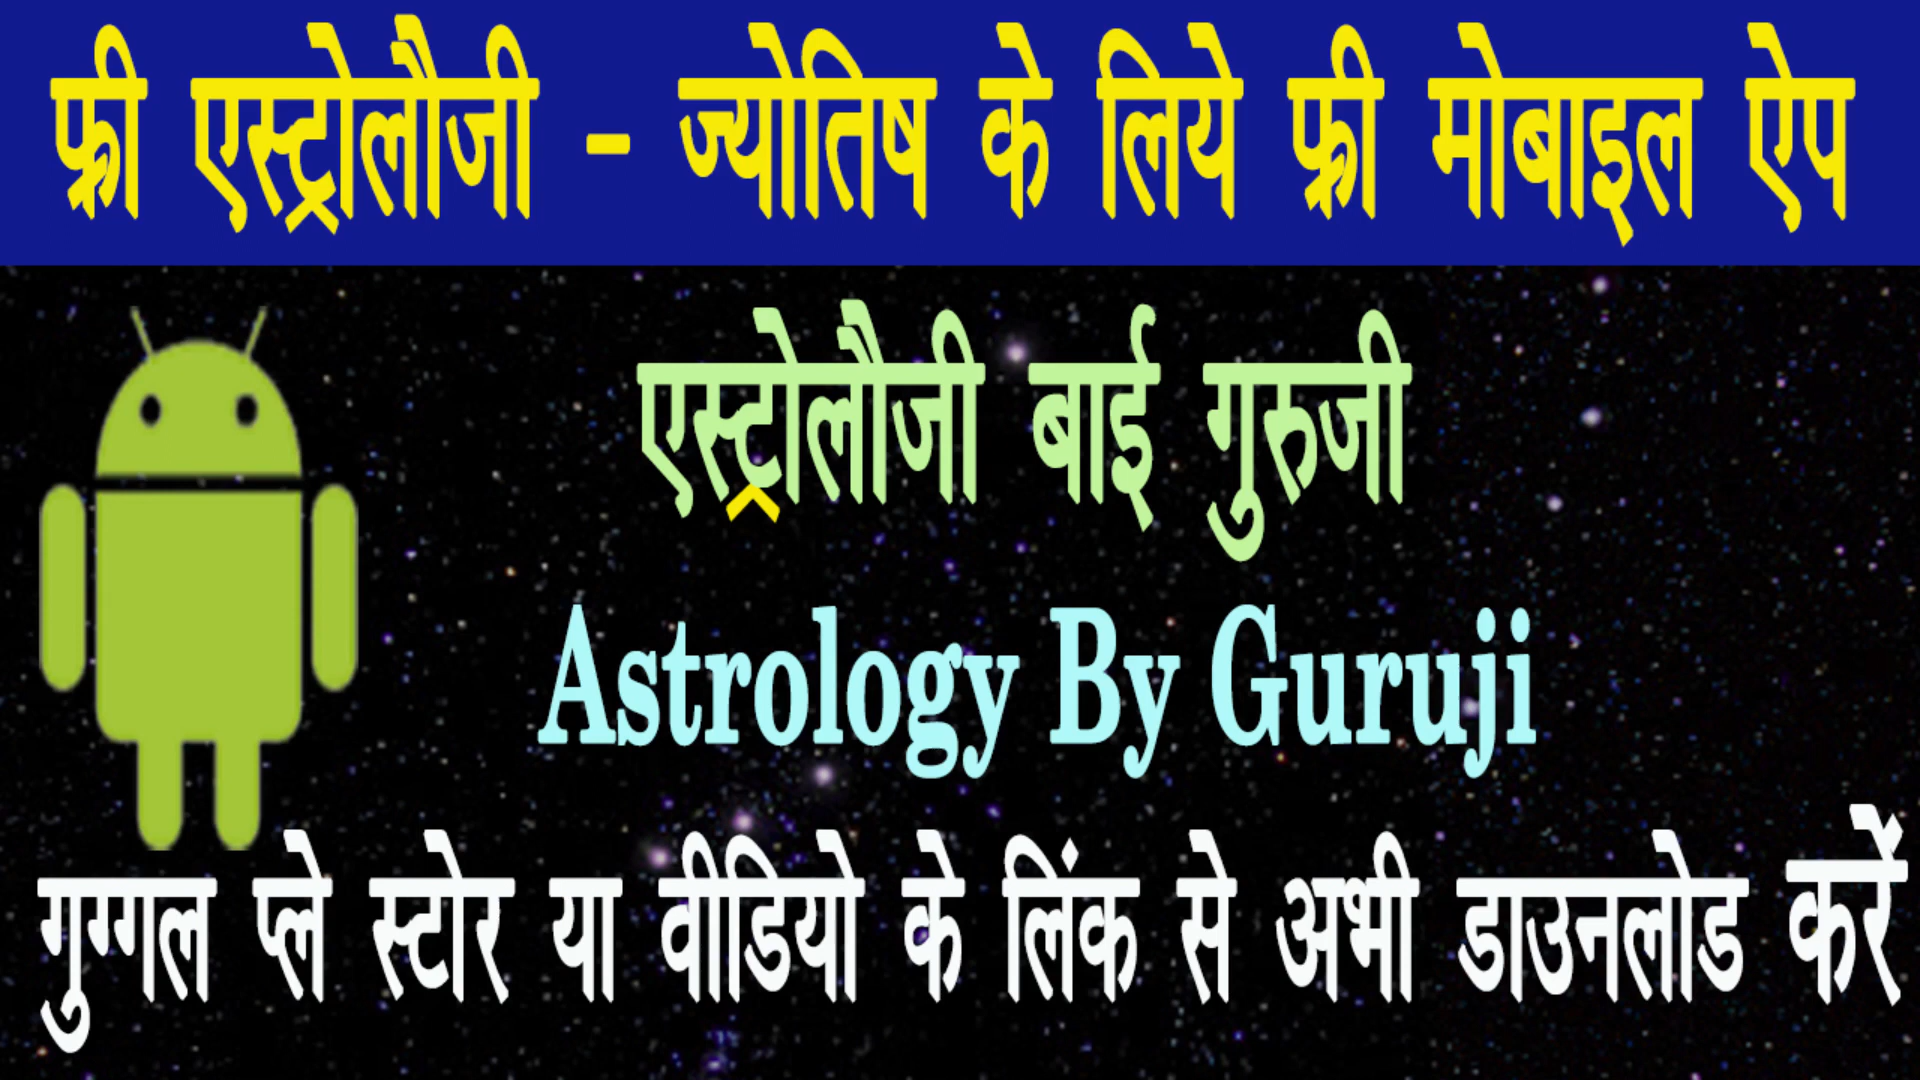 फ्री एस्ट्रोलौजी - ज्योतिष के लिये फ्री मोबाइल ऐप
एस्ट्रोलौजी बाई गुरुजी
Astrology By Guruji
गुग्गल प्ले स्टोर या वीडियो के लिंक से अभी डाउनलोड करें